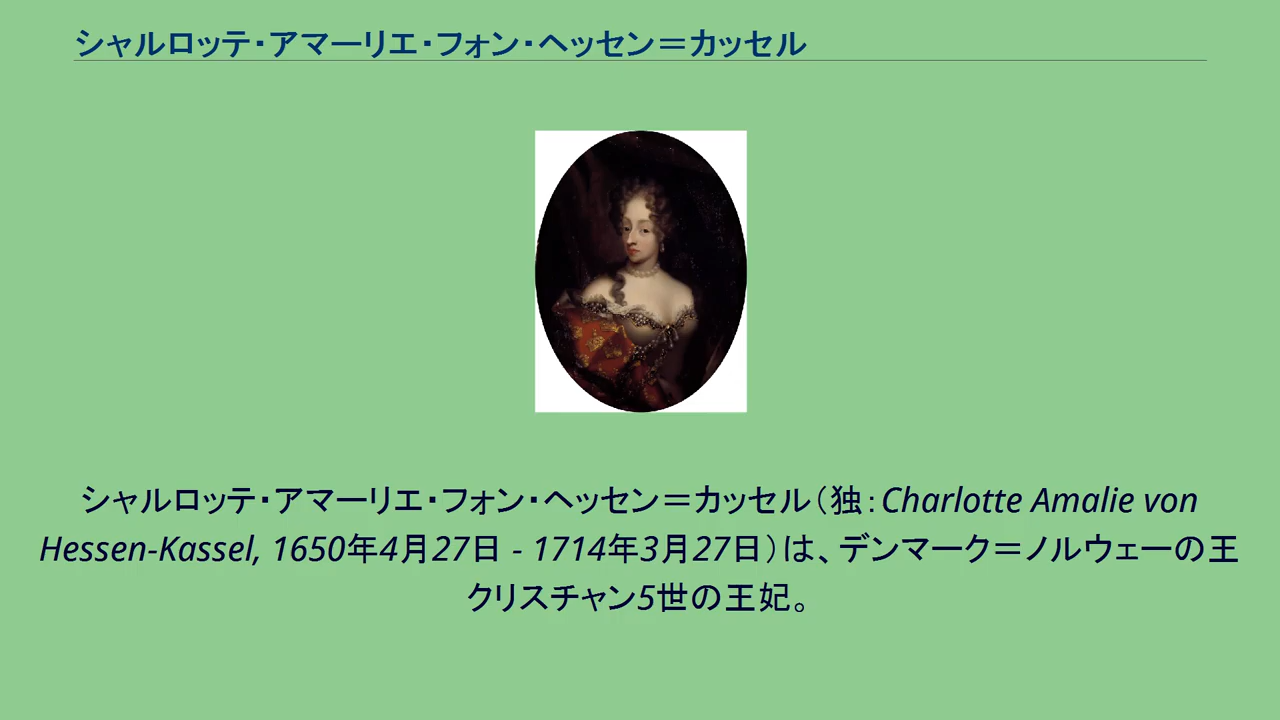 シャルロッテ・アマーリエ・フォン・ヘッセン＝カッセル
シャルロッテ・アマーリエ・フォン・ヘッセン＝カッセル（独：Charlotte Amalie von
Hessen-Kassel, 1650年4月27日 - 1714年3月27日）は、デンマーク＝ノルウェーの王
クリスチャン5世の王妃。